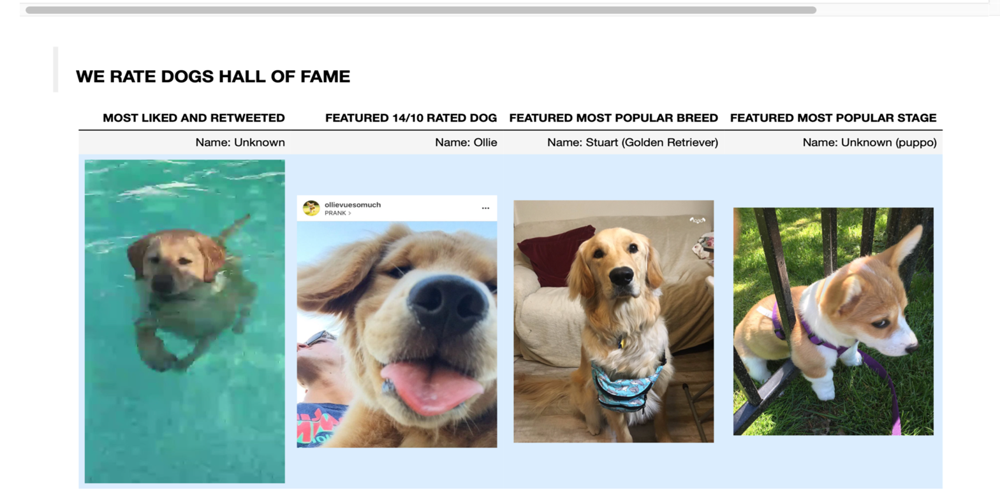 WE RATE DOGS HALL OF FAME
MOST LIKED AND RETWEETED FEATURED 14/10 RATED DOG FEATURED MOST POPULAR BREED FEATURED MOST POPULAR STAGE
Name: Unknown Name: Ollie Name: Stuart (Golden Retriever) Name: Unknown (puppo)
ollievuesomuch
PRANK >